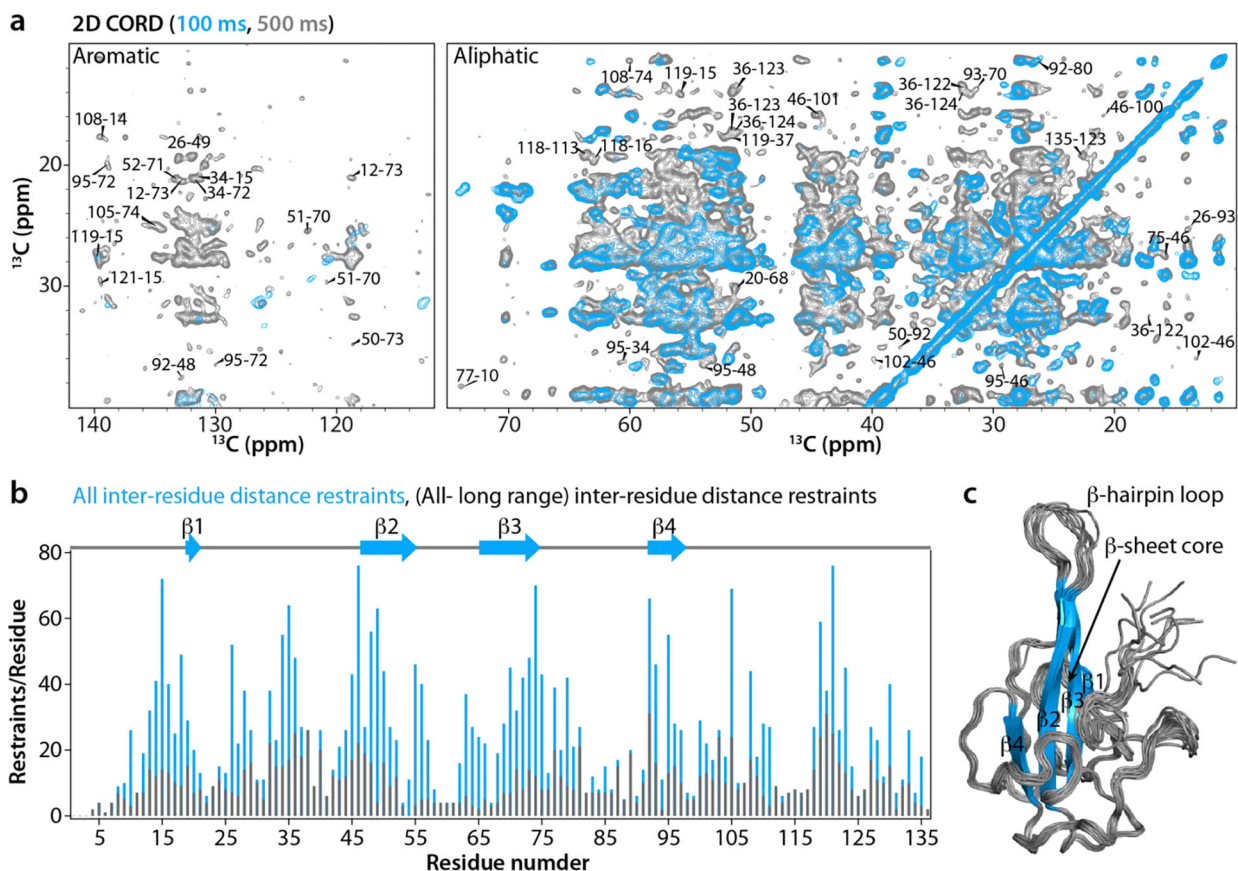 a 2D CORD (100 ms, 500 ms)
Aromatic
Aliphatic
108-14
26-49
52-71
34-15
95-72
12-73
34-72
12-73
105-74
51-70
119-15
121-15
51-70
50-73
92-48
95-72
108-74
119-15
36-123
36-123
36-124
119-37
46-101
118-113
118-16
36-122
93-70
36-124
92-80
46-100
135-123
26-93
75-46
20-68
36-122
50-92
102-46
102-46
95-34
95-48
95-46
77-10
20
30
13C (ppm)
140 130 120
13C (ppm)
70 60 50 40 30 20
13C (ppm)
b All inter-residue distance restraints, (All- long range) inter-residue distance restraints
β1 β2 β3 β4
80
60
40
20
0
Restraints/Residue
5 15 25 35 45 55 65 75 85 95 105 115 125 135
Residue numder
c
β-hairpin loop
β-sheet core
β1
β3
β2
β4